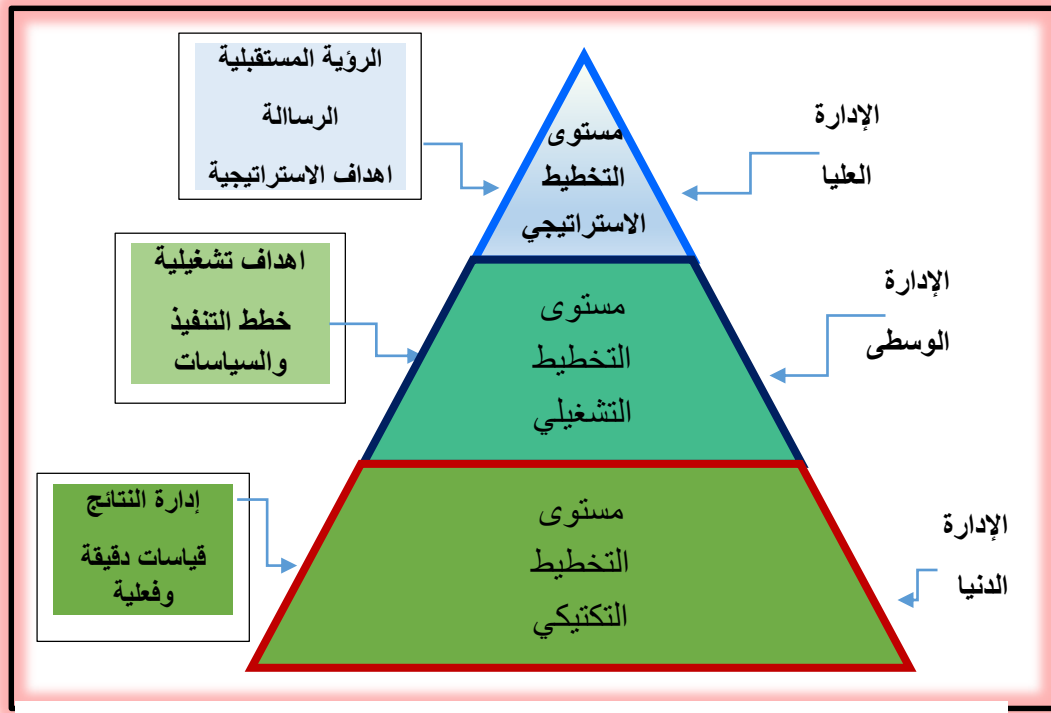 الرؤية المستقبلية
الرساالة
اهداف الاستراتيجية
مستوى
التخطيط
الاستراتيجي
الإدارة
العليا
اهداف تشغيلية
خطط التنفيذ
والسياسات
مستوى
التخطيط
التشغيلي
الإدارة
الوسطى
إدارة النتائج
قياسات دقيقة
وفعلية
مستوى
التخطيط
التكتيكي
الإدارة
الدنيا